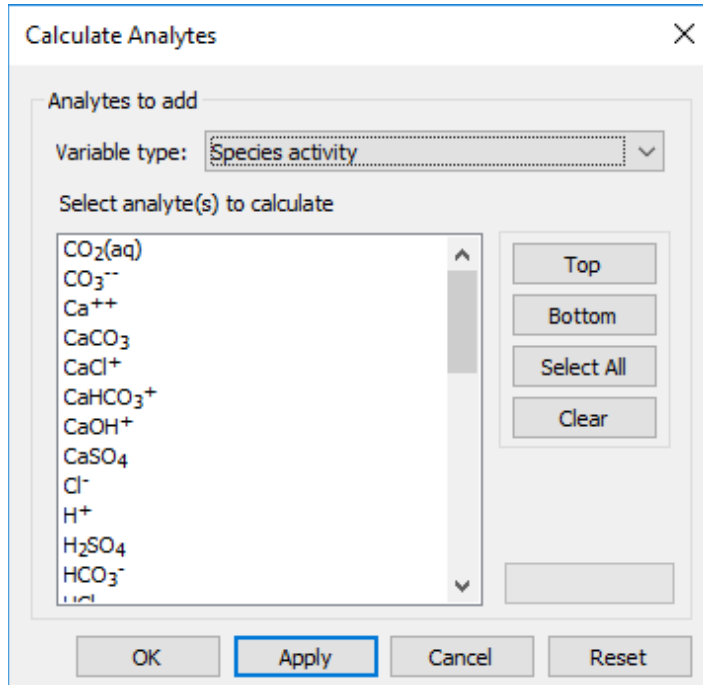 Calculate Analytes
Analytes to add
Variable type: Species activity
Select analyte(s) to calculate
CO₂(aq)
CO₃⁻⁻
Ca⁺⁺
CaCO₃
CaCl⁺
CaHCO₃⁺
CaOH⁺
CaSO₄
Cl⁻
H⁺
H₂SO₄
HCO₃⁻
Top
Bottom
Select All
Clear
OK
Apply
Cancel
Reset